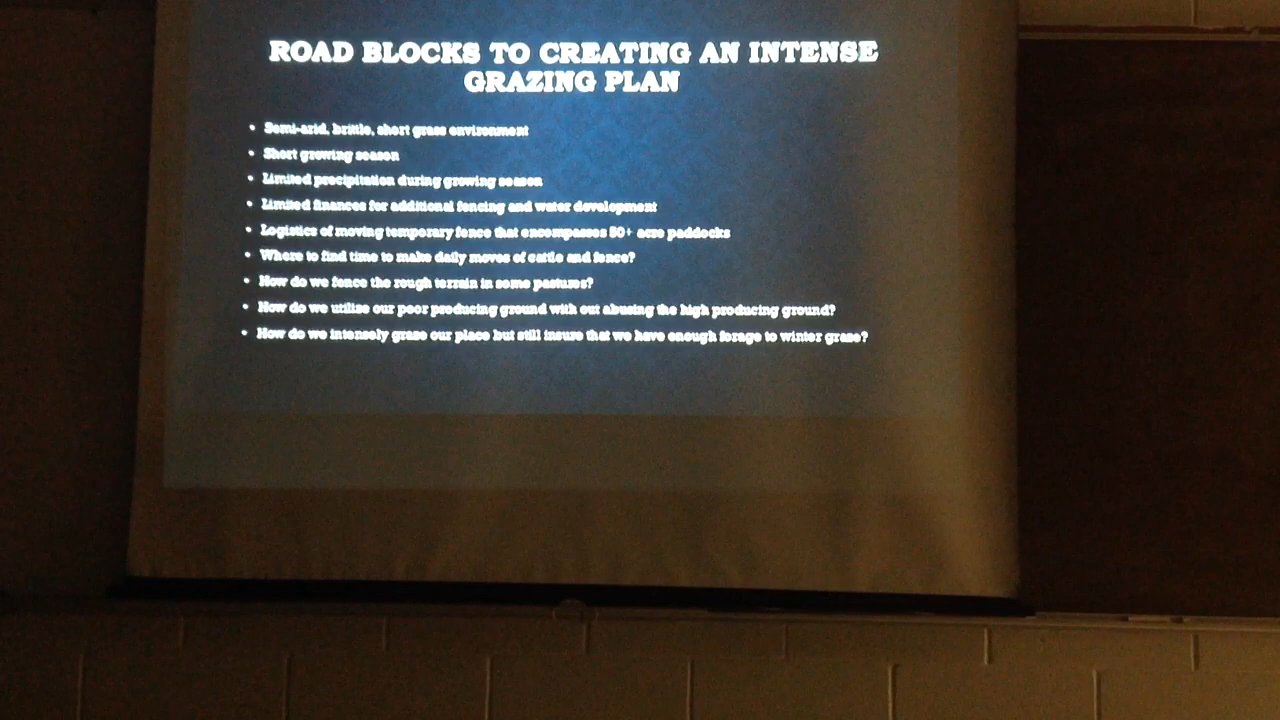 ROAD BLOCKS TO CREATING AN INTENSE
GRAZING PLAN
• Semi-arid, brittle, short grass environment
• Short growing season
• Limited precipitation during growing season
• Limited finances for additional fencing and water development
• Logistics of moving temporary fence that encompasses 50+ acre paddocks
• Where to find time to make daily moves of cattle and fence?
• How do we fence the rough terrain in some pastures?
• How do we utilize our poor producing ground with out abusing the high producing ground?
• How do we intensely graze our place but still insure that we have enough forage to winter graze?